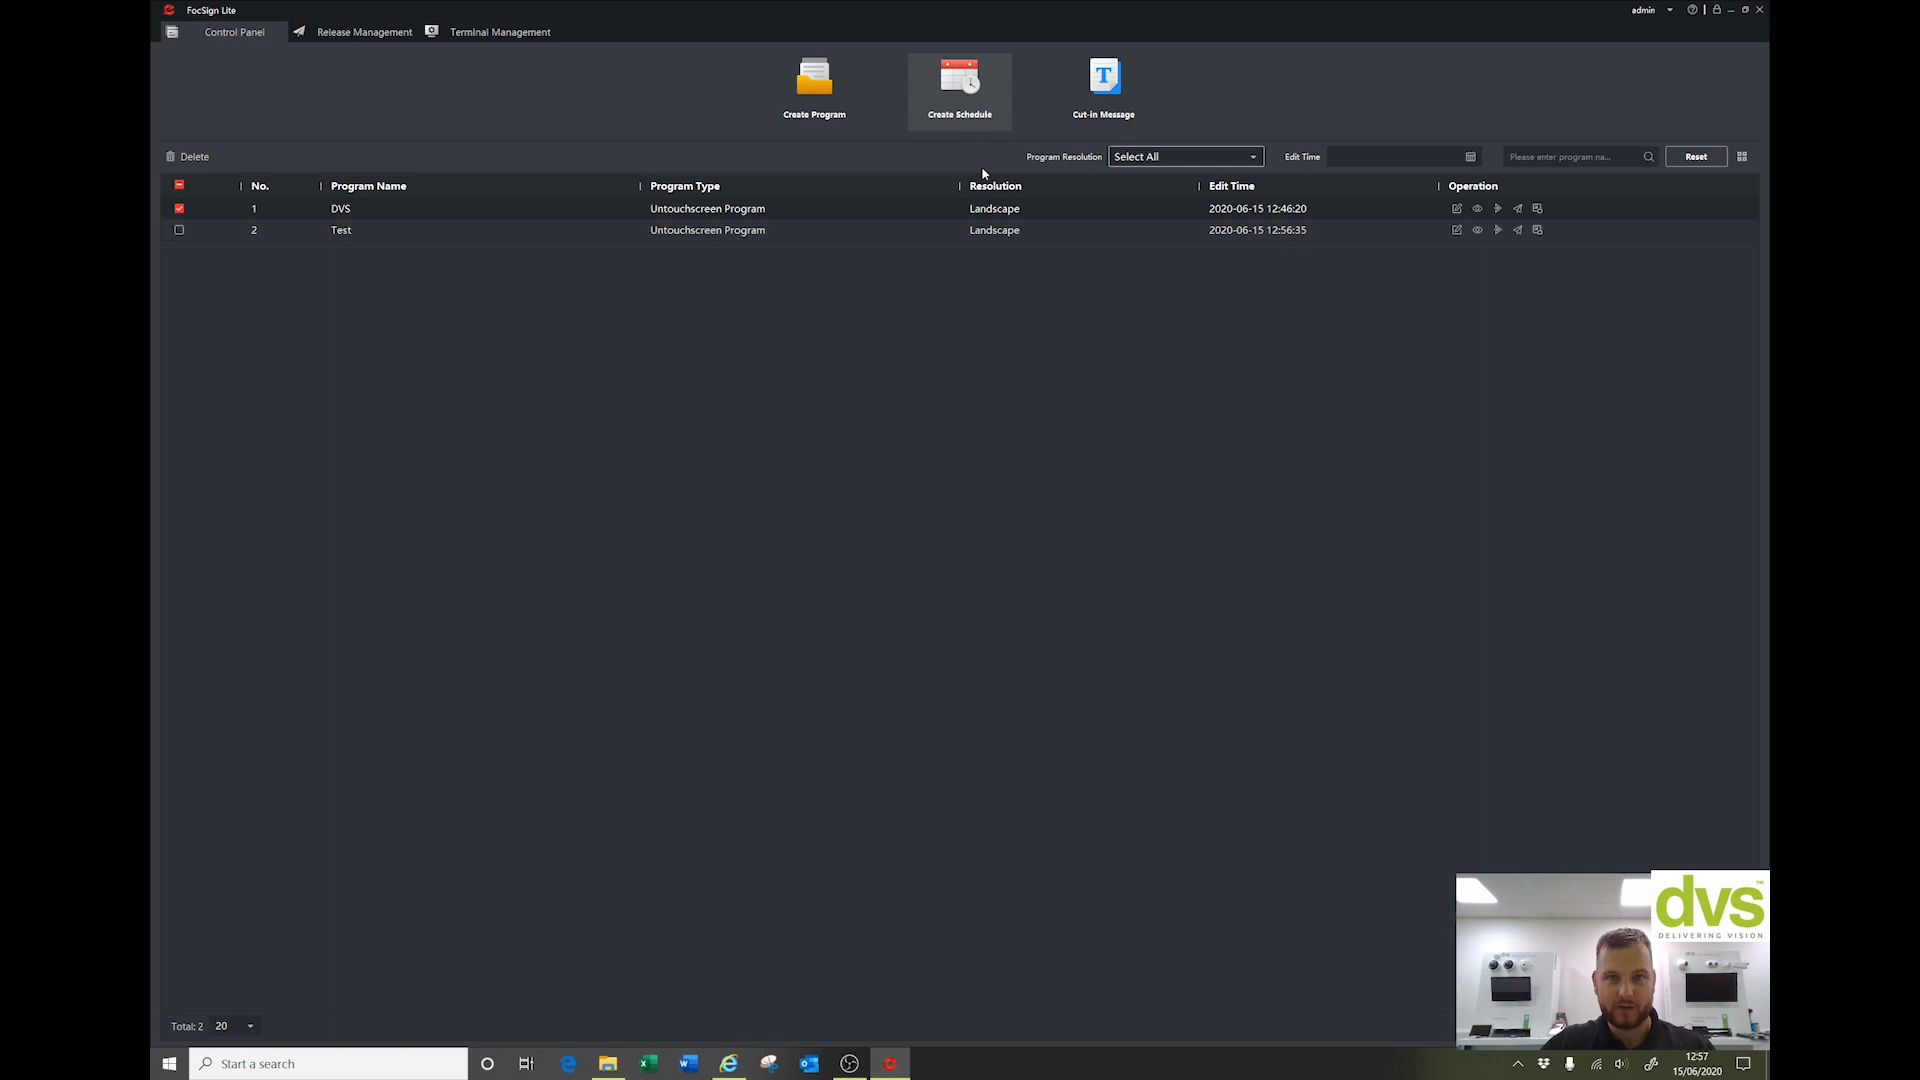 FocSign Lite
admin
Control Panel
Release Management
Terminal Management
Create Program
Create Schedule
T
Cut-in Message
Delete
Program Resolution
Select All
Edit Time
Please enter program na...
Reset
No. Program Name Program Type Resolution Edit Time Operation
1 DVS Untouchscreen Program Landscape 2020-06-15 12:46:20
2 Test Untouchscreen Program Landscape 2020-06-15 12:56:35
dvs™
DELIVERING VISION
Total: 2 20
Start a search
12:57
15/06/2020